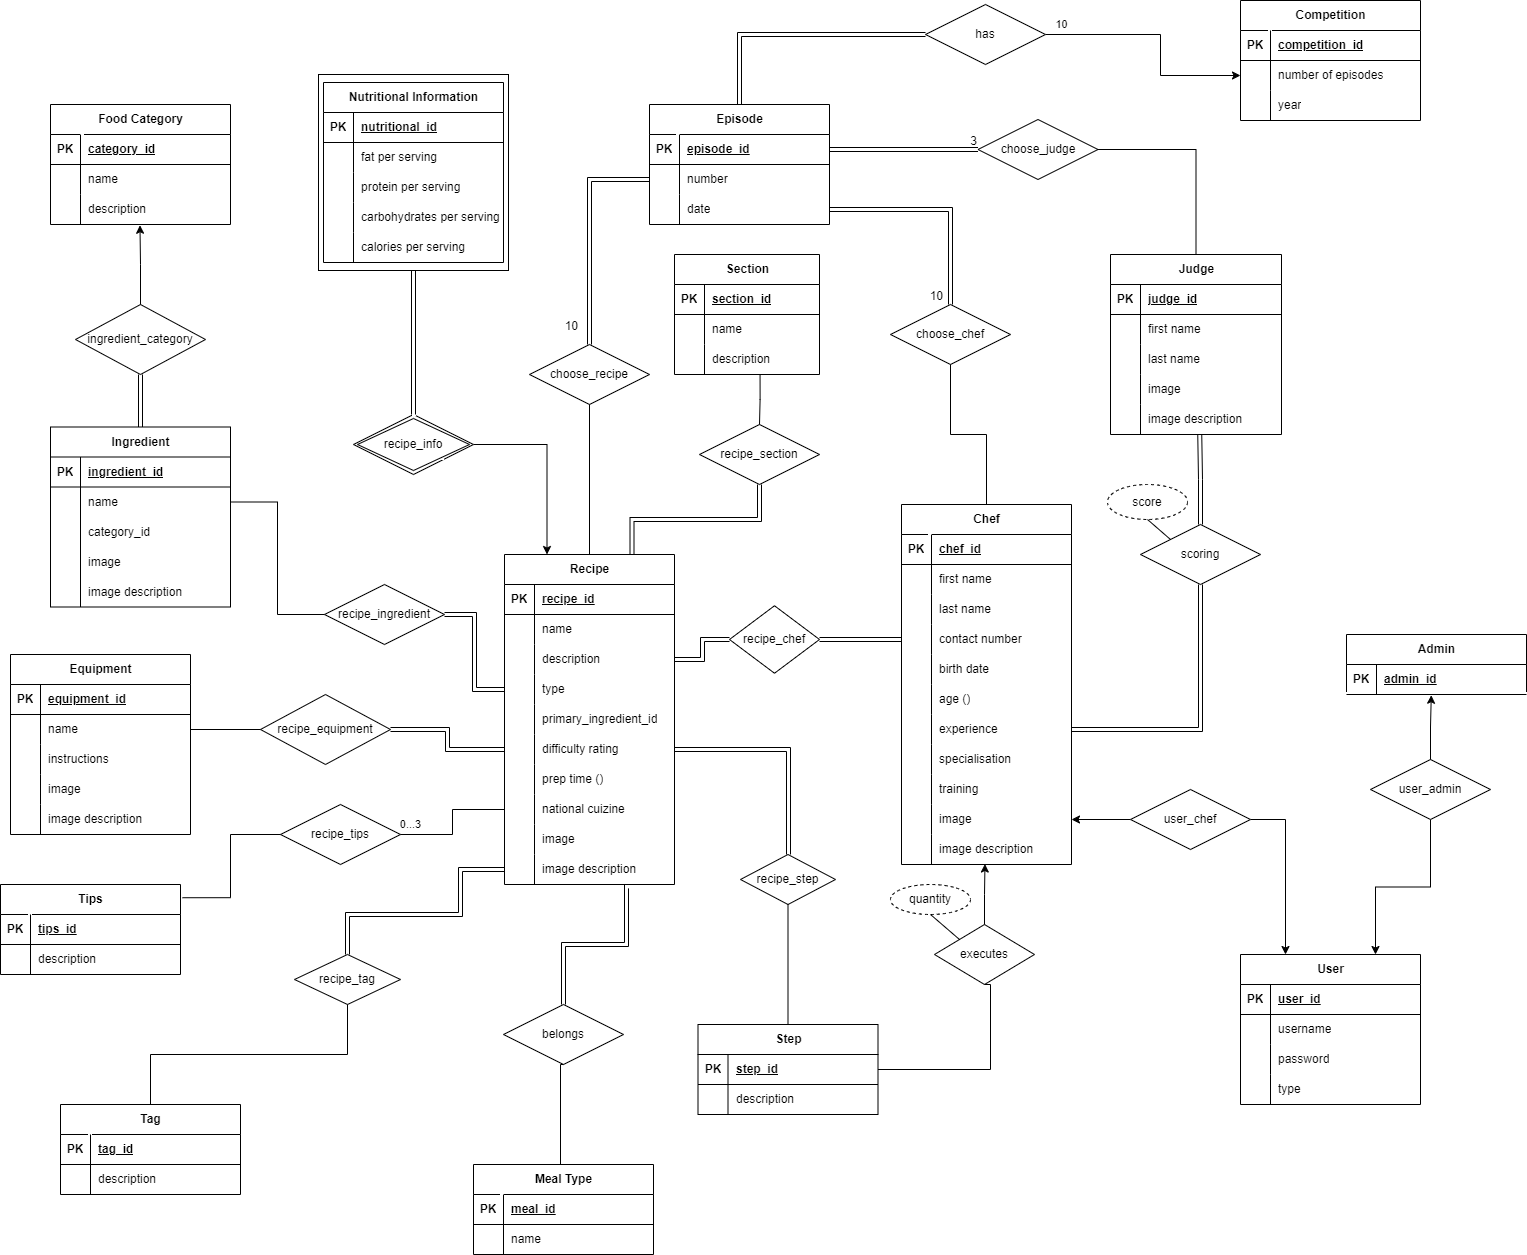 Competition
PK competition_id
number of episodes
year
has
10
Nutritional Information
PK nutritional_id
fat per serving
protein per serving
carbohydrates per serving
calories per serving
Food Category
PK category_id
name
description
Episode
PK episode_id
number
date
3
choose_judge
Section
PK section_id
name
description
Judge
PK judge_id
first name
last name
image
image description
10
choose_chef
10
choose_recipe
ingredient_category
Ingredient
PK ingredient_id
name
category_id
image
image description
recipe_info
recipe_section
score
scoring
Chef
PK chef_id
first name
last name
contact number
birth date
age ()
experience
specialisation
training
image
image description
Recipe
PK recipe_id
name
description
type
primary_ingredient_id
difficulty rating
prep time ()
national cuizine
image
image description
recipe_ingredient
recipe_chef
Equipment
PK equipment_id
name
instructions
image
image description
recipe_equipment
Admin
PK admin_id
user_admin
user_chef
recipe_tips
0...3
Tips
PK tips_id
description
recipe_step
quantity
executes
recipe_tag
belongs
User
PK user_id
username
password
type
Step
PK step_id
description
Tag
PK tag_id
description
Meal Type
PK meal_id
name